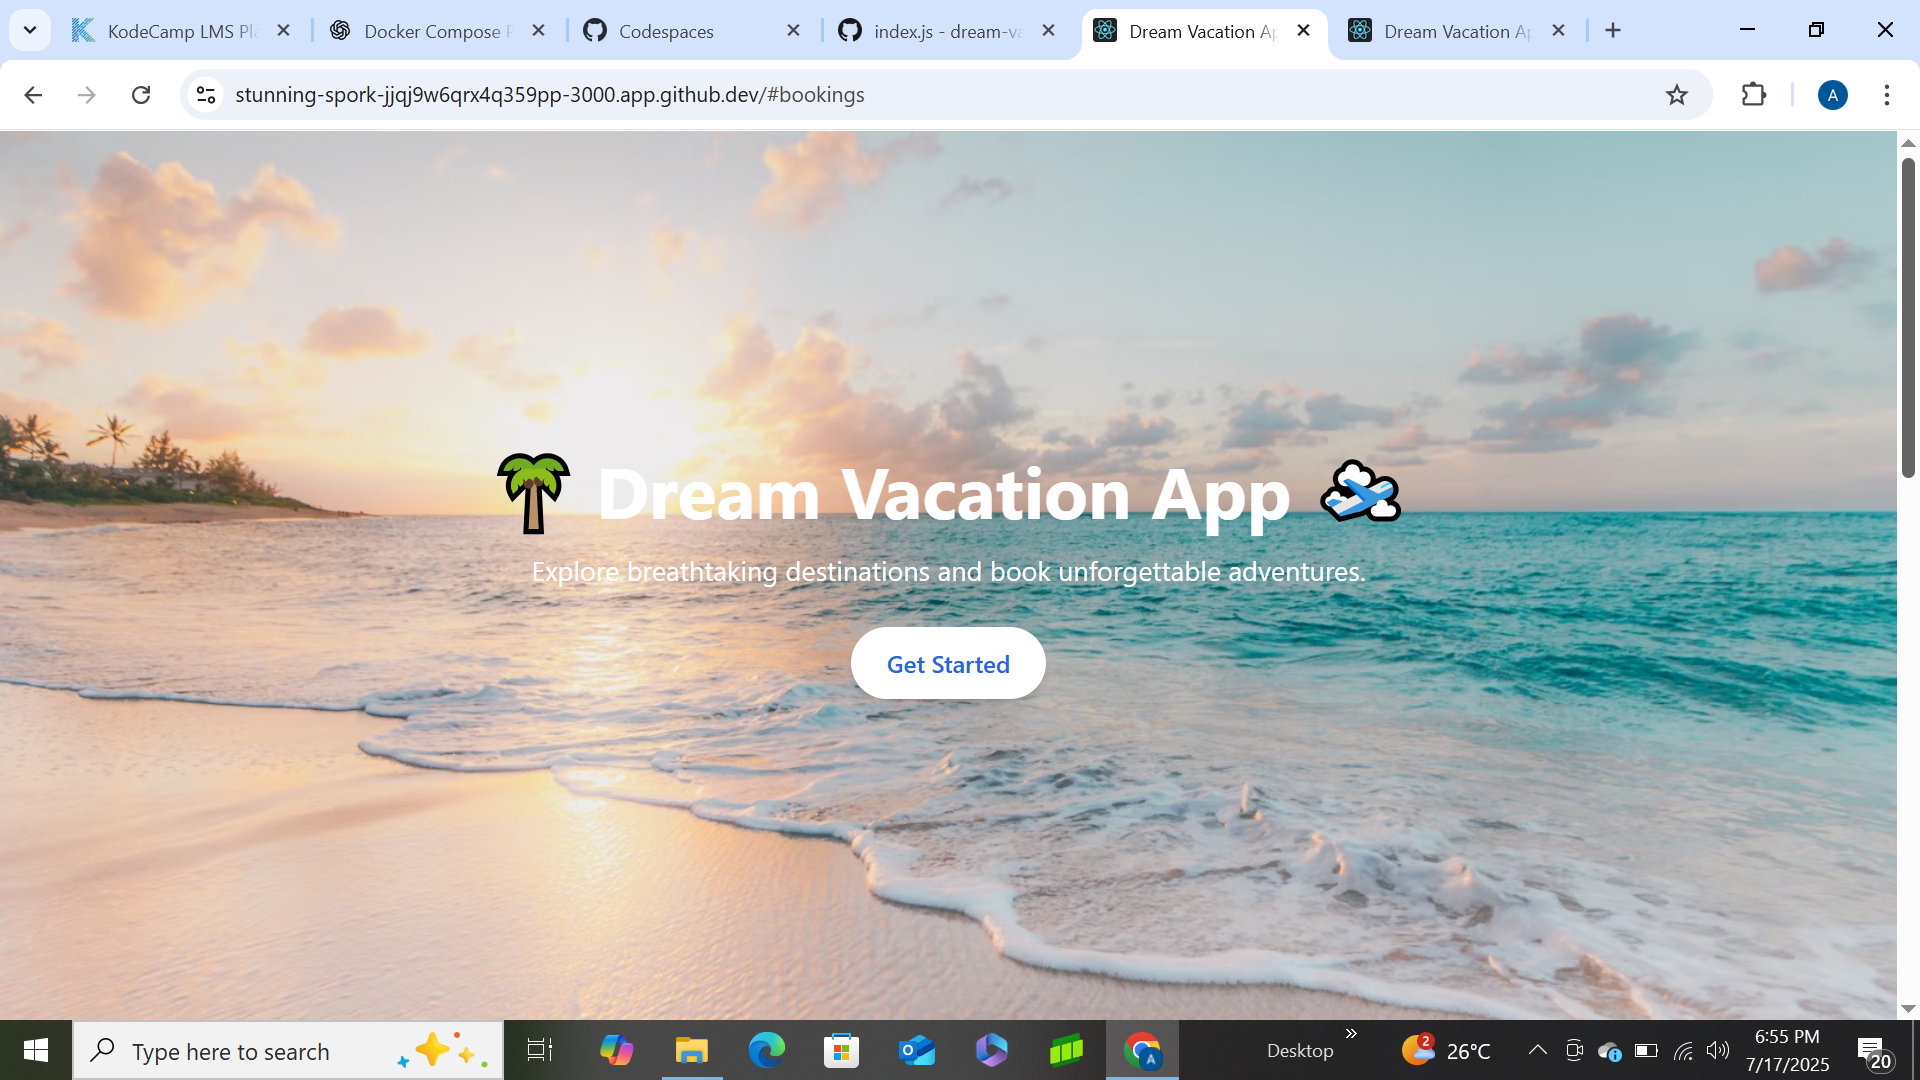 KodeCamp LMS Pla
Docker Compose P
Codespaces
index.js - dream-va
Dream Vacation Ap
Dream Vacation Ap
stunning-spork-jjqj9w6qrx4q359pp-3000.app.github.dev/#bookings
A
Dream Vacation App
Explore breathtaking destinations and book unforgettable adventures.
Get Started
Type here to search
Desktop
2
26°C
6:55 PM
7/17/2025
20